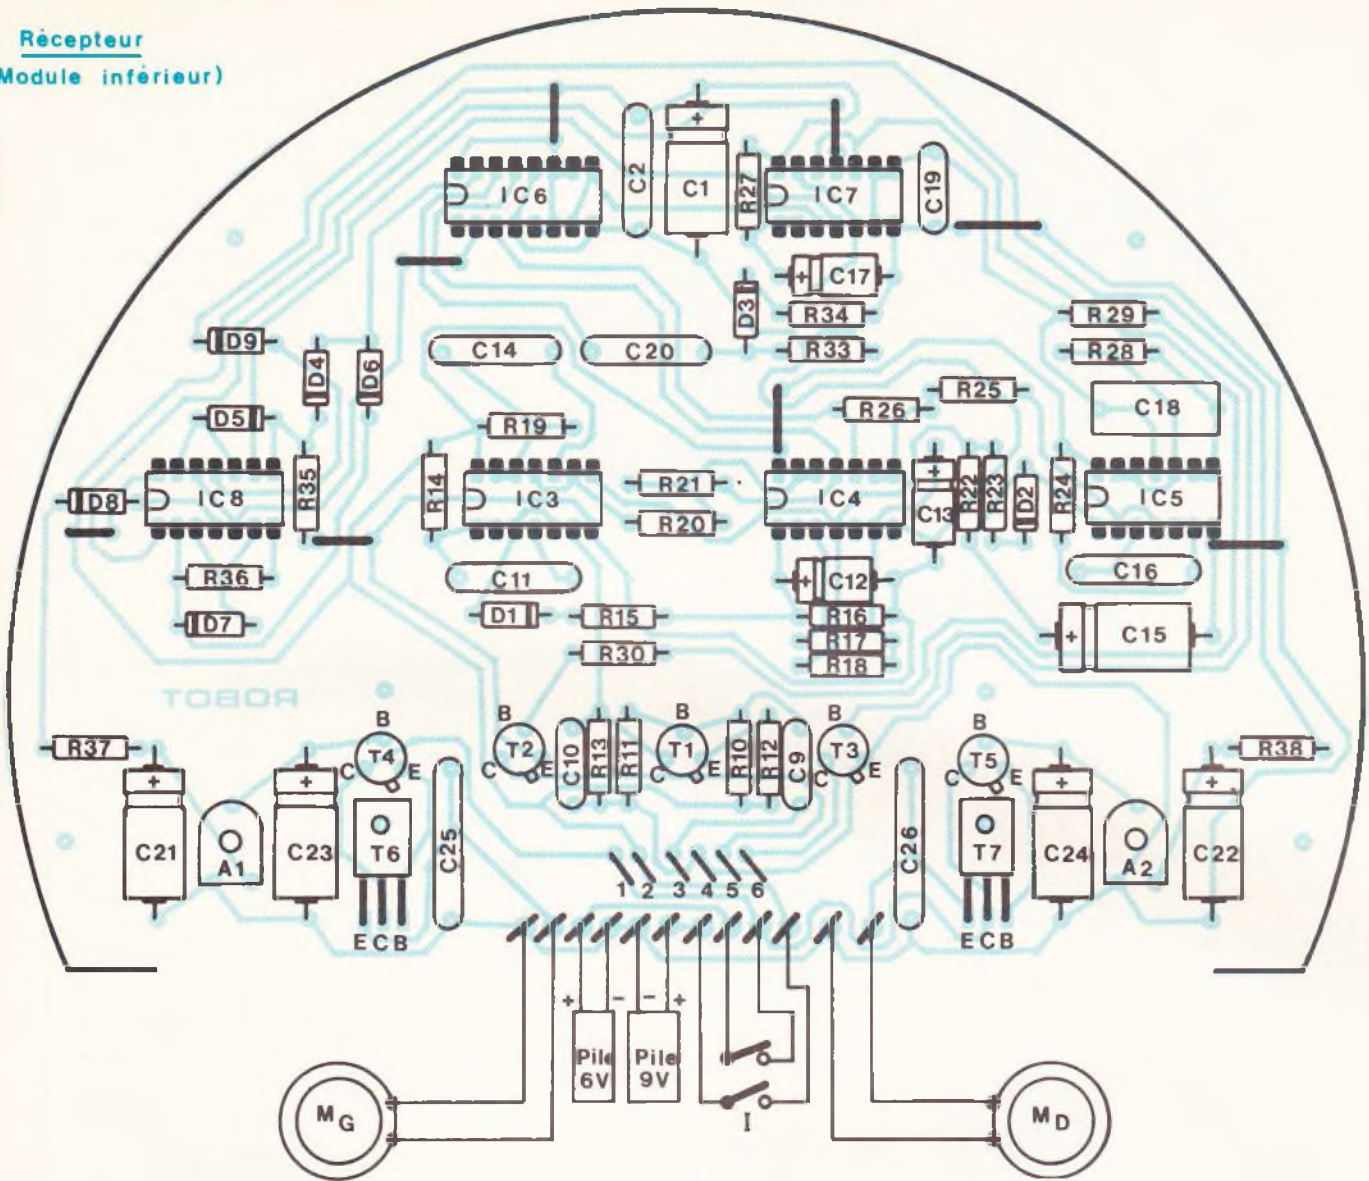 Récepteur
(Module inférieur)
IC6
C2
C1
R27
IC7
C19
C17
D3
R34
R33
R29
R28
D9
D4
D6
C14
C20
D5
R19
R26
R25
C18
D8
IC8
R35
R14
IC3
R21
R20
IC4
C13
R22
R23
D2
R24
IC5
R36
C11
C12
C16
D7
D1
R15
R30
R16
R17
R18
C15
TOBOR
R37
B
T4
C
E
B
T2
C
E
C10
R13
R11
B
T1
C
E
R10
R12
C9
B
T3
C
E
B
T5
C
E
R38
C21
A1
C23
T6
C25
C26
T7
C24
A2
C22
1 2 3 4 5 6
E C B
E C B
+ - - +
Pile 6V
Pile 9V
I
MG
MD